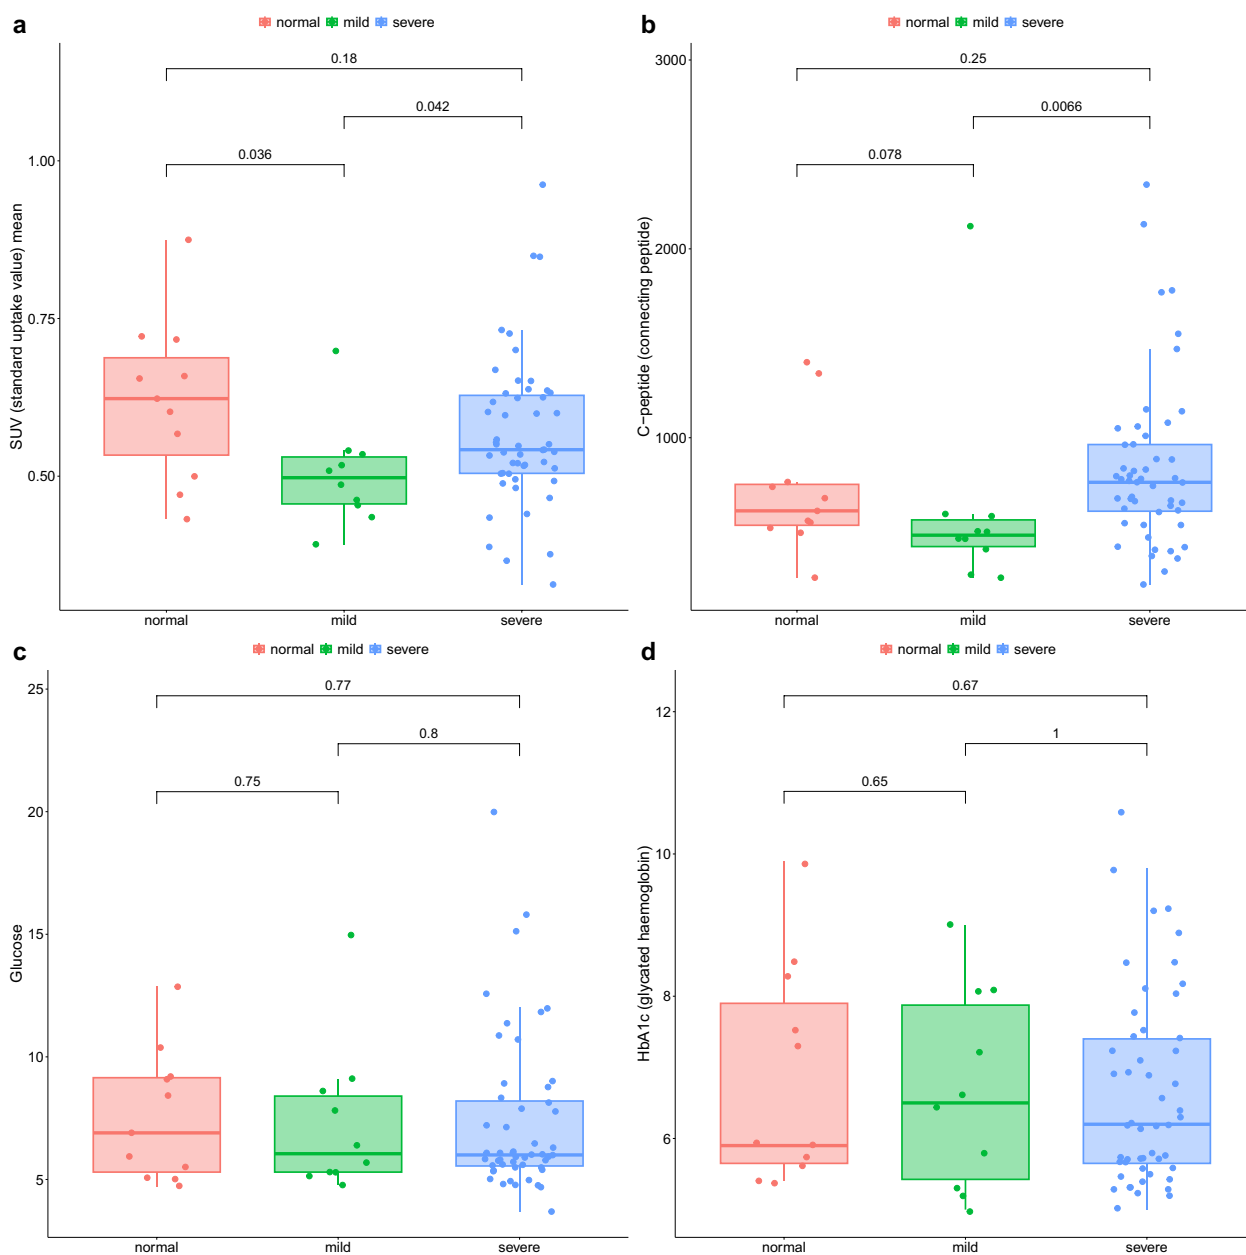 a
normal mild severe
0.18
0.042
0.036
1.00
0.75
0.50
SUV (standard uptake value) mean
normal mild severe
b
normal mild severe
3000
0.25
0.0066
0.078
2000
1000
C−peptide (connecting peptide)
normal mild severe
c
normal mild severe
25
0.77
0.8
0.75
20
15
10
5
Glucose
normal mild severe
d
normal mild severe
12
0.67
1
0.65
10
8
6
HbA1c (glycated haemoglobin)
normal mild severe